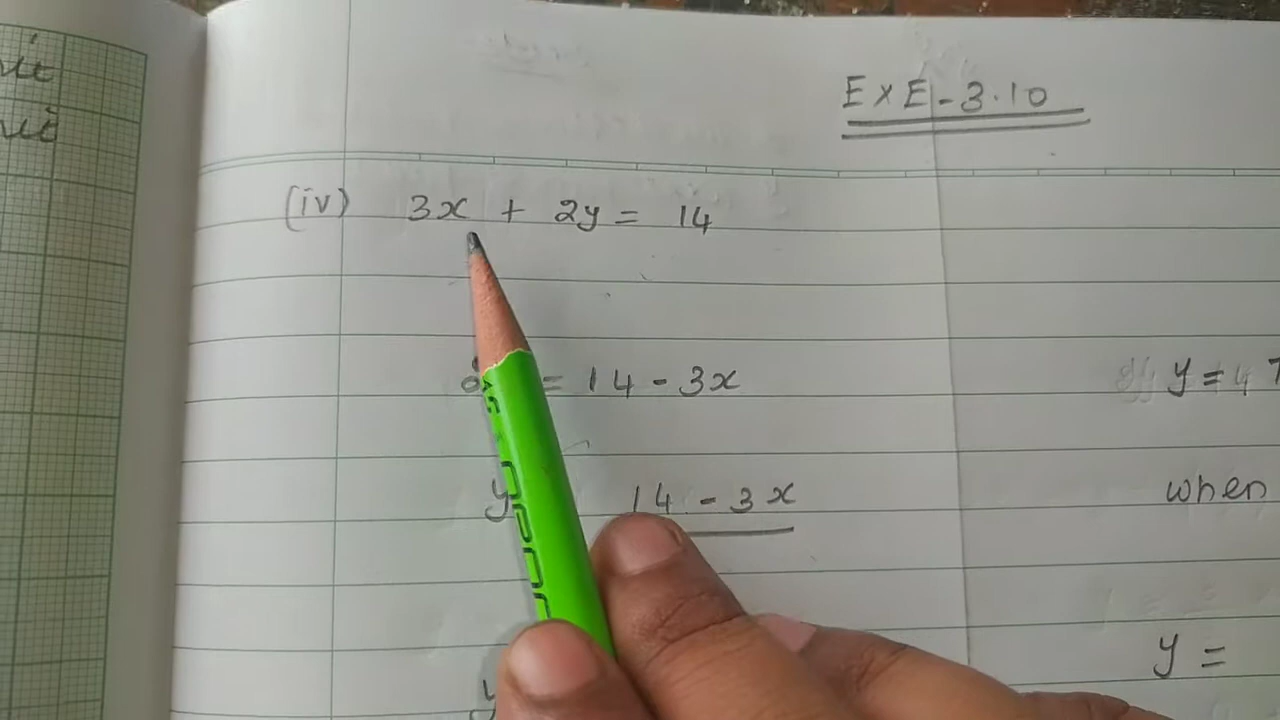 EXE-3.10
(iv) 3x + 2y = 14
= 14 - 3x
y = 4
y 14 - 3x
when
y =